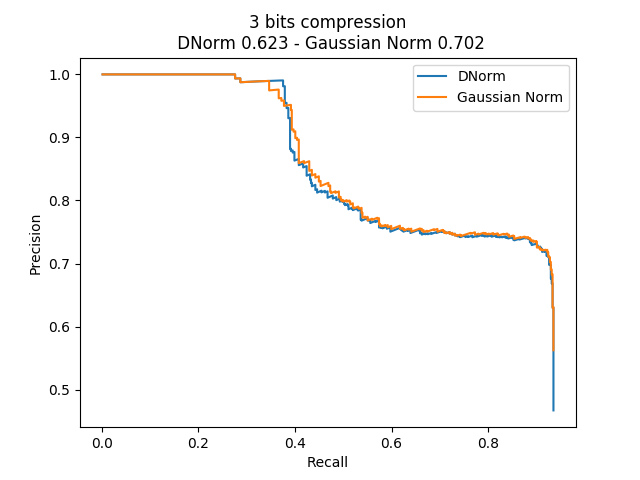 3 bits compression
DNorm 0.623 - Gaussian Norm 0.702
DNorm
Gaussian Norm
1.0
0.9
0.8
0.7
0.6
0.5
Precision
0.0 0.2 0.4 0.6 0.8
Recall